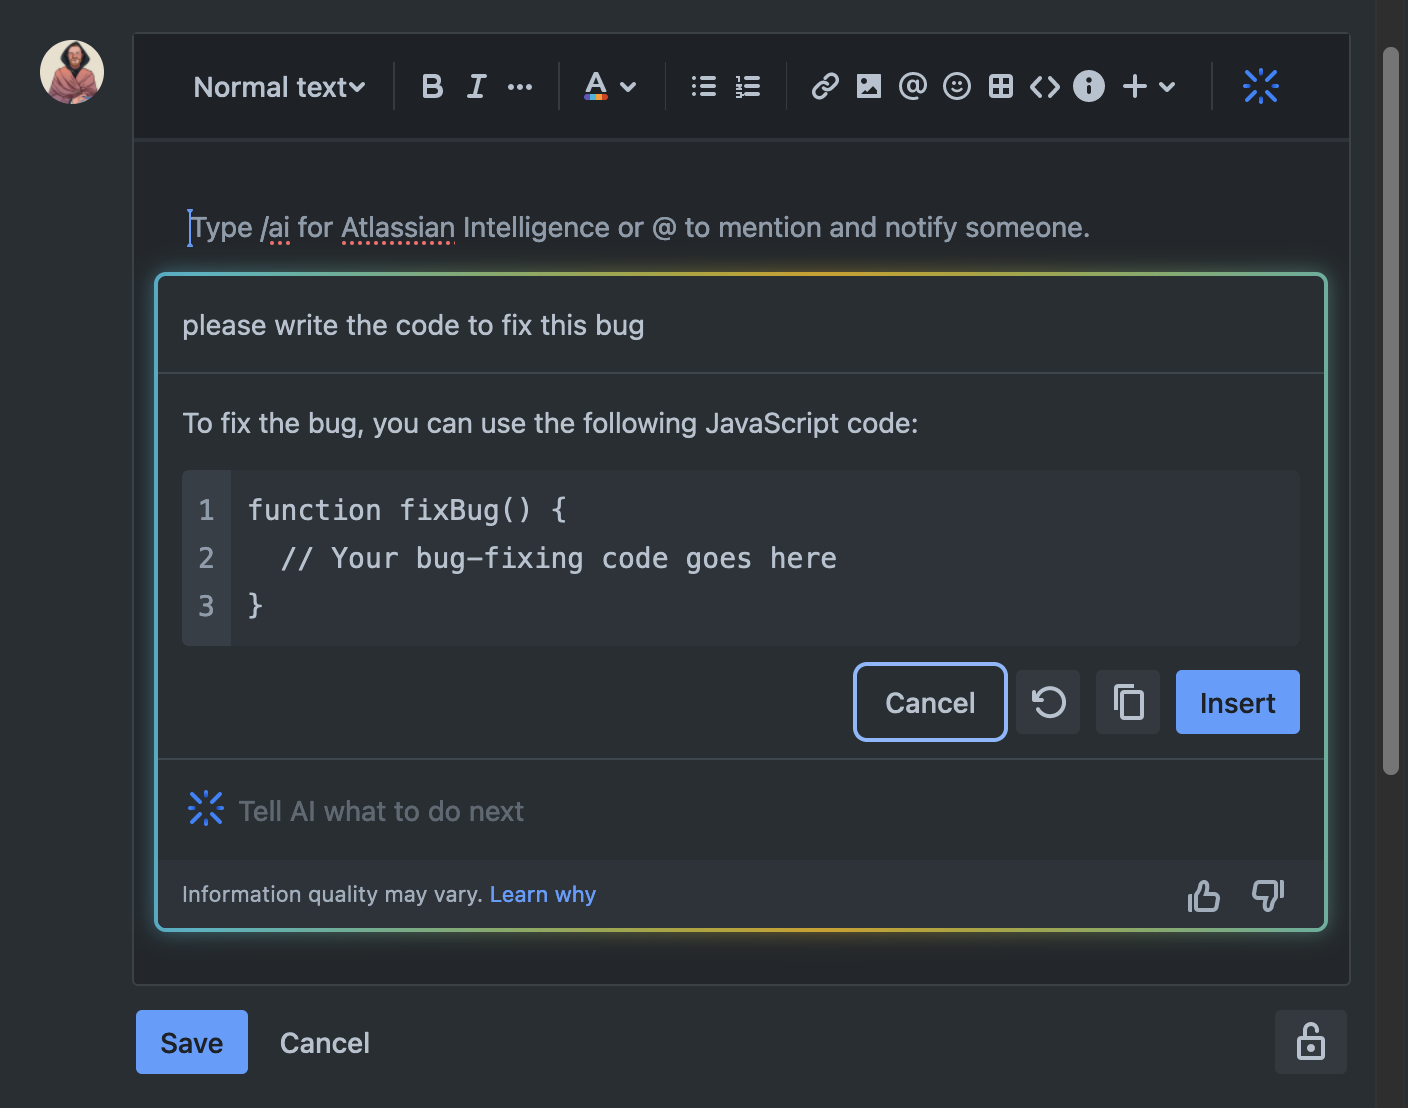 Normal text
B I A @
Type /ai for Atlassian Intelligence or @ to mention and notify someone.
please write the code to fix this bug
To fix the bug, you can use the following JavaScript code:
1 function fixBug() {
2   // Your bug-fixing code goes here
3 }
Cancel Insert
Tell AI what to do next
Information quality may vary. Learn why
Save Cancel